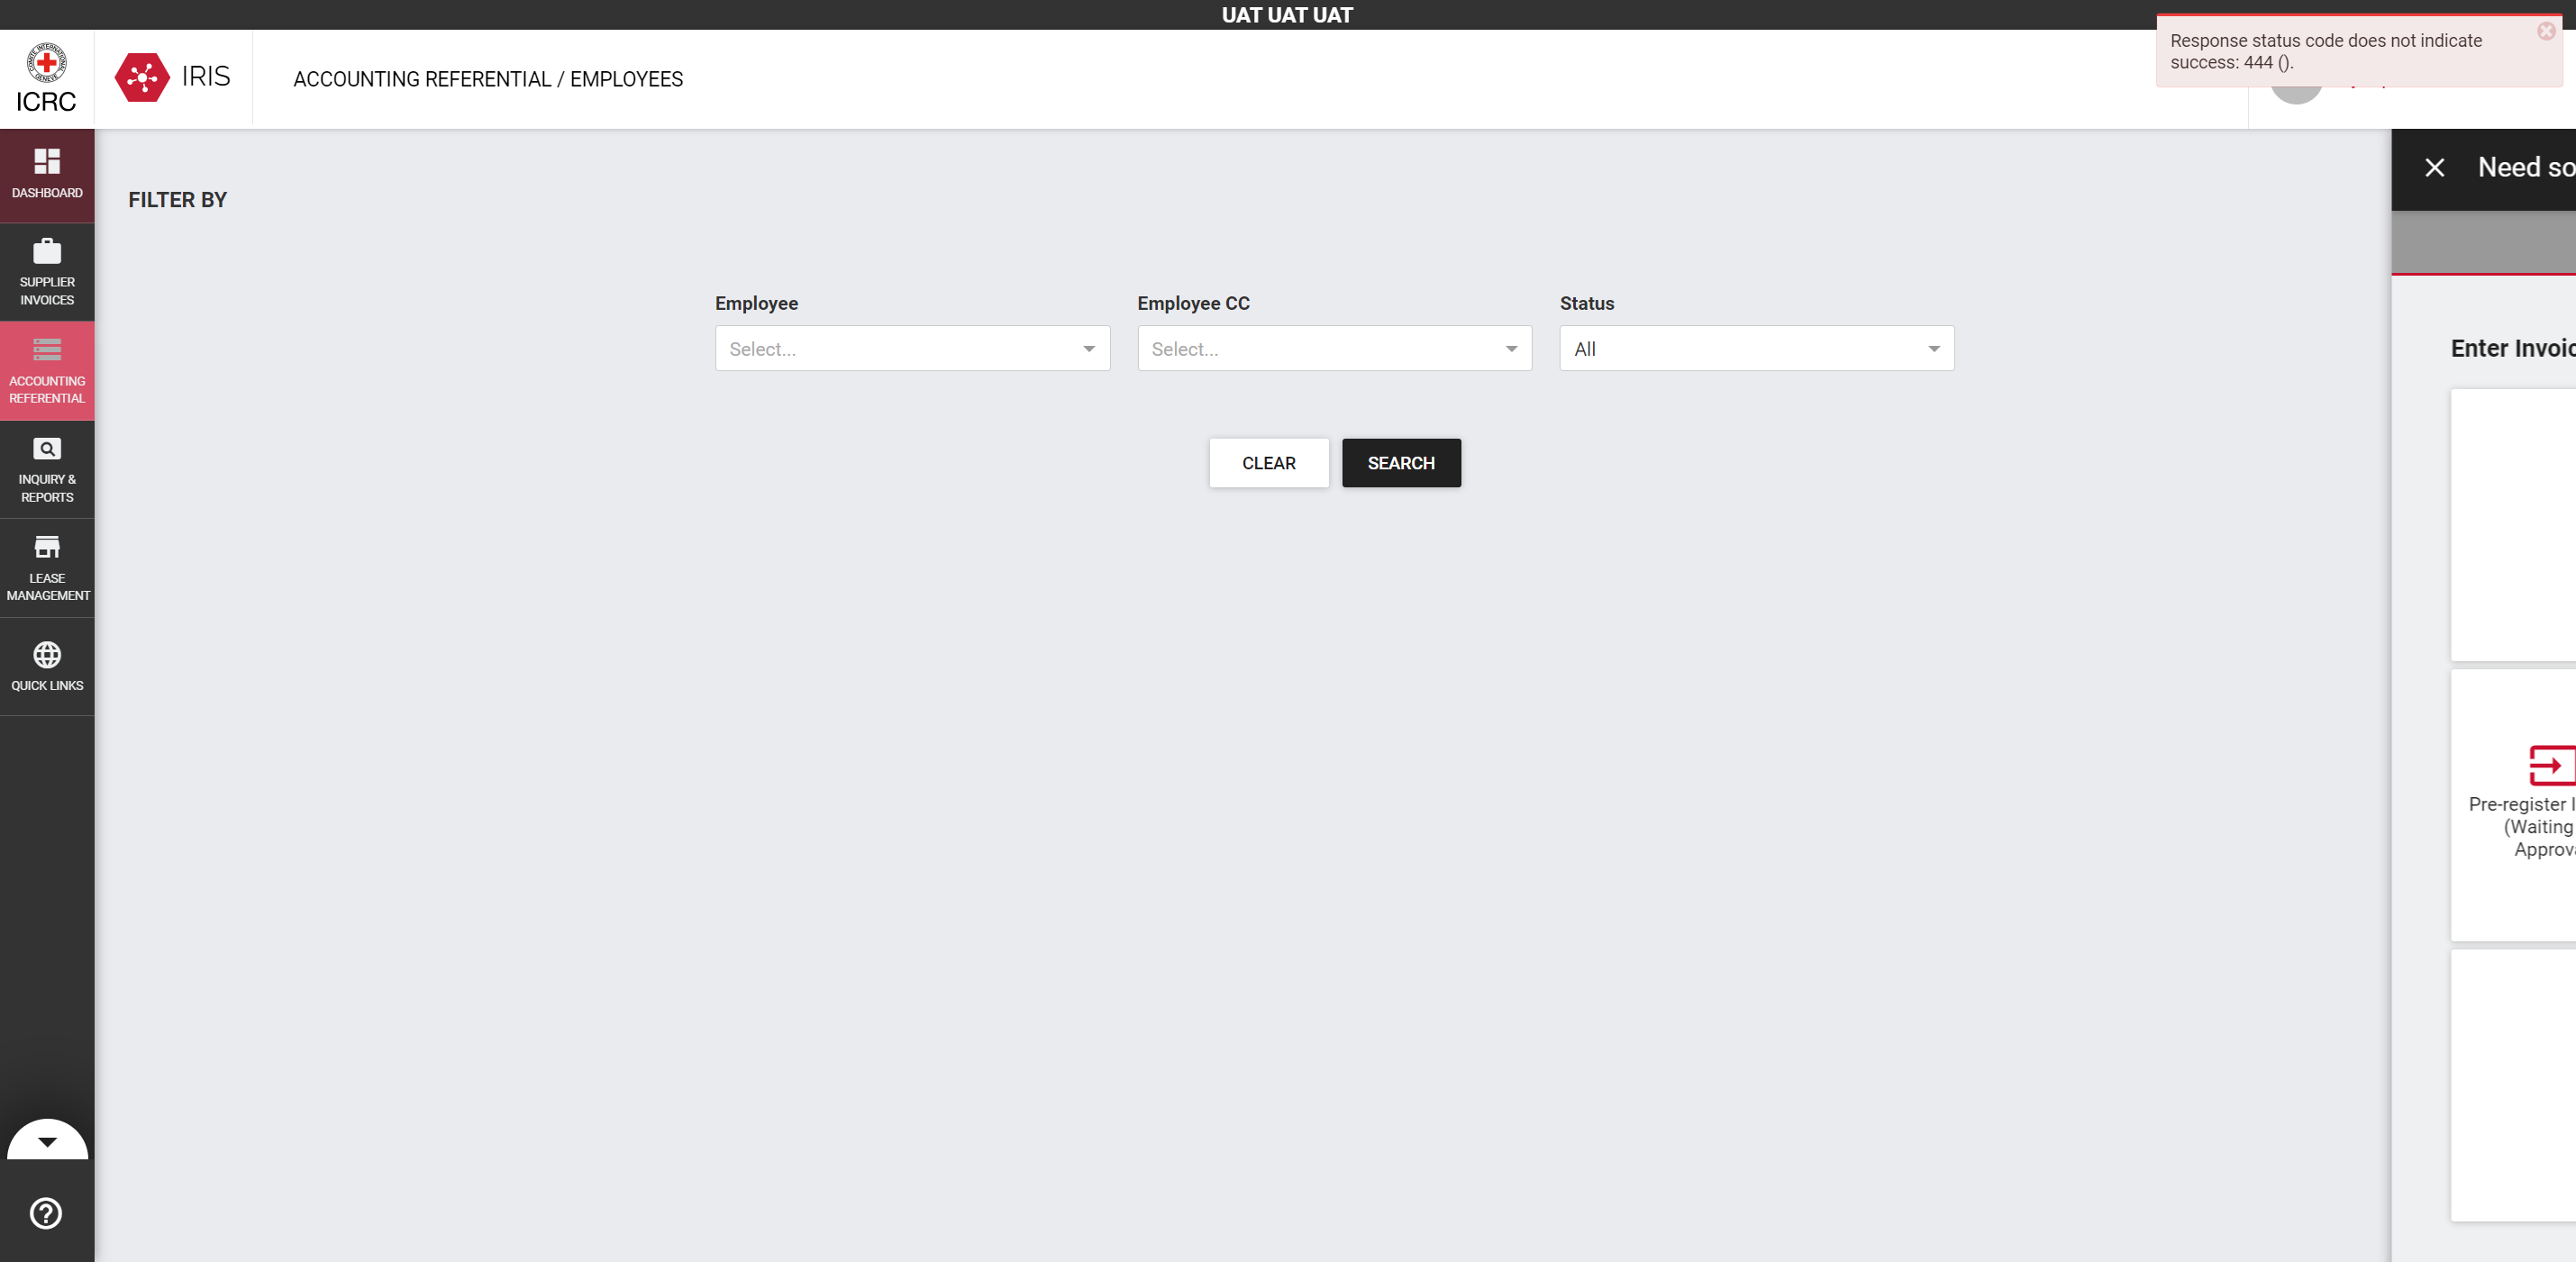 UAT UAT UAT
Response status code does not indicate
success: 444 ().
ICRC
IRIS
ACCOUNTING REFERENTIAL / EMPLOYEES
DASHBOARD
SUPPLIER
INVOICES
ACCOUNTING
REFERENTIAL
INQUIRY &
REPORTS
LEASE
MANAGEMENT
QUICK LINKS
FILTER BY
Employee
Select...
Employee CC
Select...
Status
All
CLEAR
SEARCH
Need so
Enter Invoic
Pre-register I
(Waiting
Approva